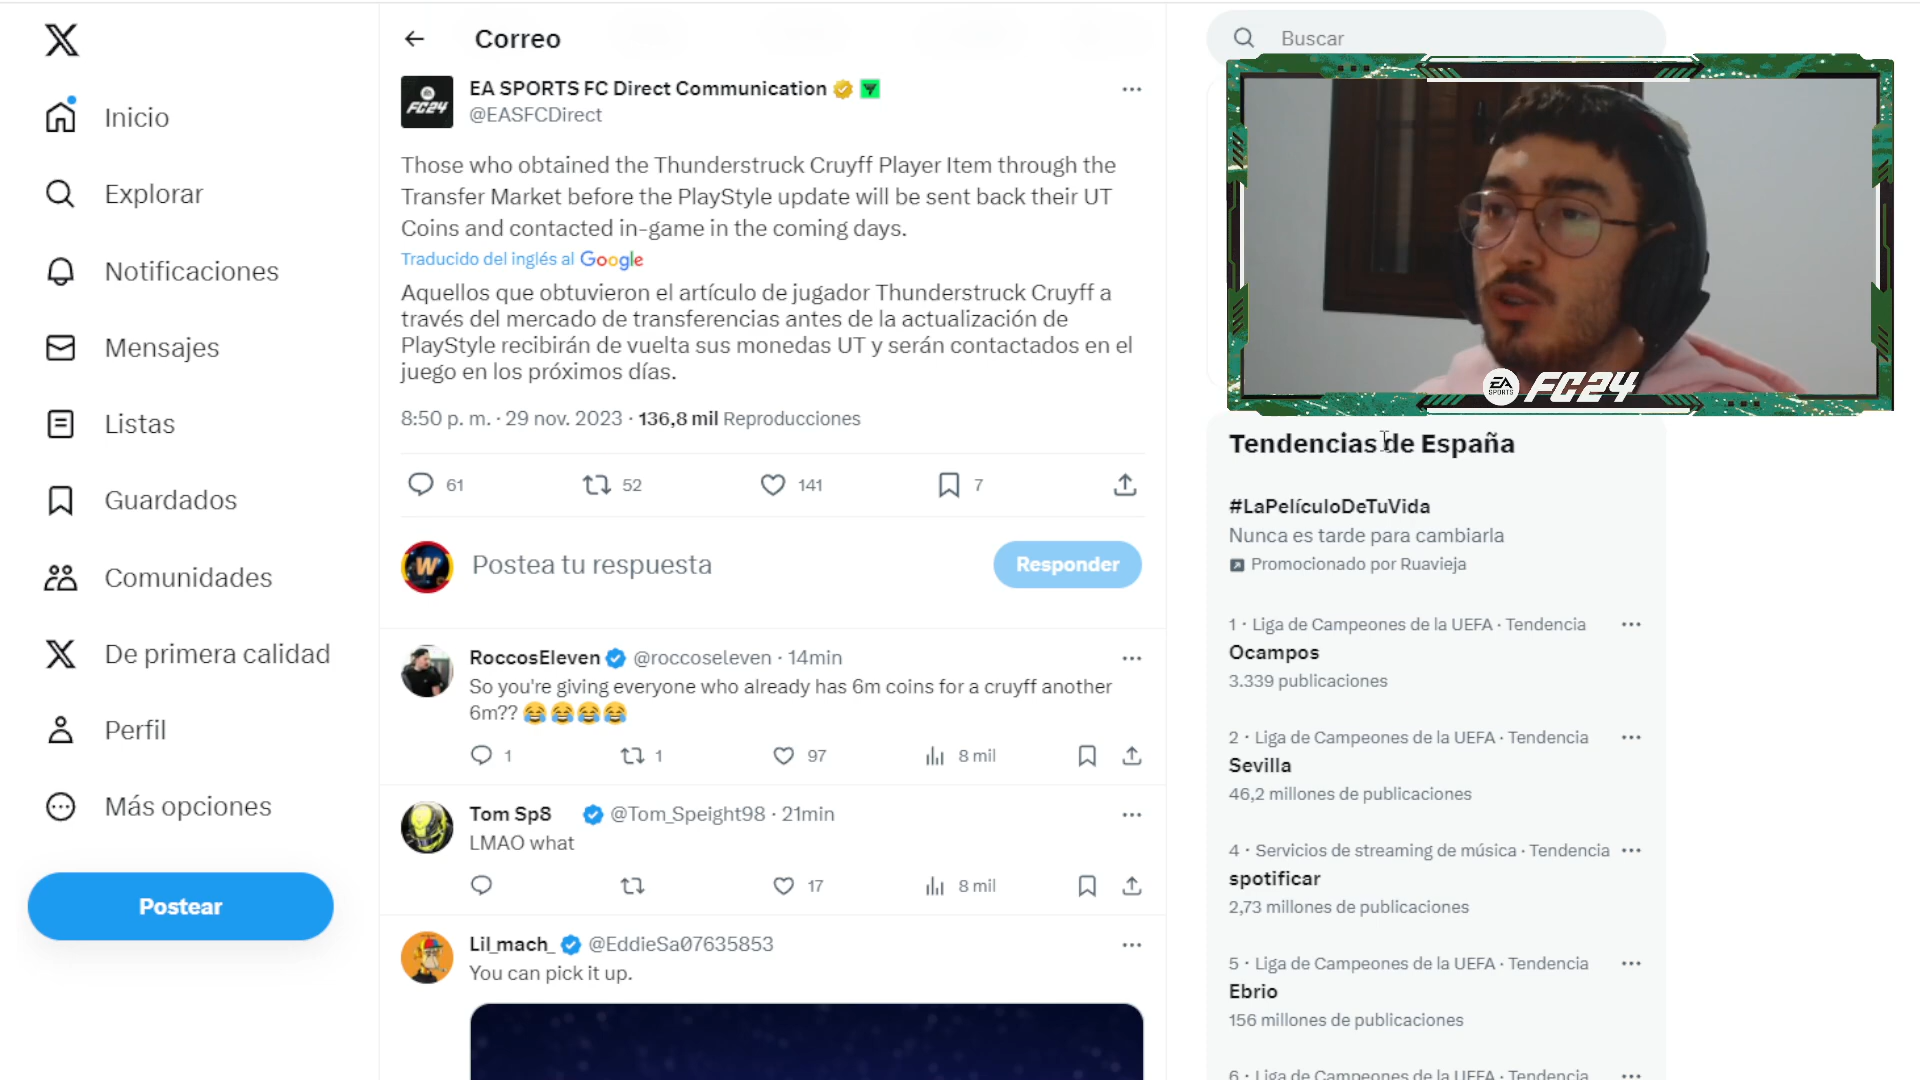 Inicio
Explorar
Notificaciones
Mensajes
Listas
Guardados
Comunidades
De primera calidad
Perfil
Más opciones
Postear
Correo
EA SPORTS FC Direct Communication
@EASFCDirect
Those who obtained the Thunderstruck Cruyff Player Item through the
Transfer Market before the PlayStyle update will be sent back their UT
Coins and contacted in-game in the coming days.
Traducido del inglés al Google
Aquellos que obtuvieron el artículo de jugador Thunderstruck Cruyff a
través del mercado de transferencias antes de la actualización de
PlayStyle recibirán de vuelta sus monedas UT y serán contactados en el
juego en los próximos días.
8:50 p. m. · 29 nov. 2023 · 136,8 mil Reproducciones
61 52 141 7
Postea tu respuesta
Responder
RoccosEleven @roccoseleven · 14min
So you're giving everyone who already has 6m coins for a cruyff another
6m?? 😂😂😂😂
1 1 97 8 mil
Tom Sp8 @Tom_Speight98 · 21min
LMAO what
17 8 mil
Lil_mach_ @EddieSa07635853
You can pick it up.
Buscar
EA SPORTS FC24
Tendencias de España
#LaPelículoDeTuVida
Nunca es tarde para cambiarla
Promocionado por Ruavieja
1 · Liga de Campeones de la UEFA · Tendencia
Ocampos
3.339 publicaciones
2 · Liga de Campeones de la UEFA · Tendencia
Sevilla
46,2 millones de publicaciones
4 · Servicios de streaming de música · Tendencia
spotificar
2,73 millones de publicaciones
5 · Liga de Campeones de la UEFA · Tendencia
Ebrio
156 millones de publicaciones
6 · Liga de Campeones de la UEFA · Tendencia